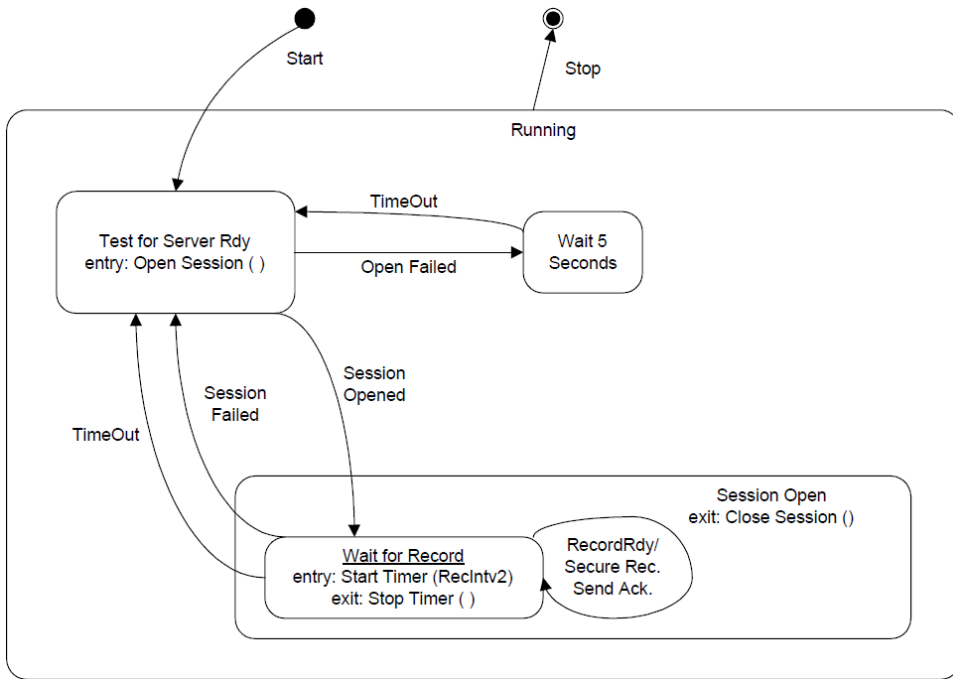 Start
Stop
Running
TimeOut
Test for Server Rdy
entry: Open Session ( )
Wait 5
Seconds
Open Failed
Session
Opened
Session
Failed
TimeOut
Session Open
exit: Close Session ()
Wait for Record
entry: Start Timer (RecIntv2)
exit: Stop Timer ( )
RecordRdy/
Secure Rec.
Send Ack.